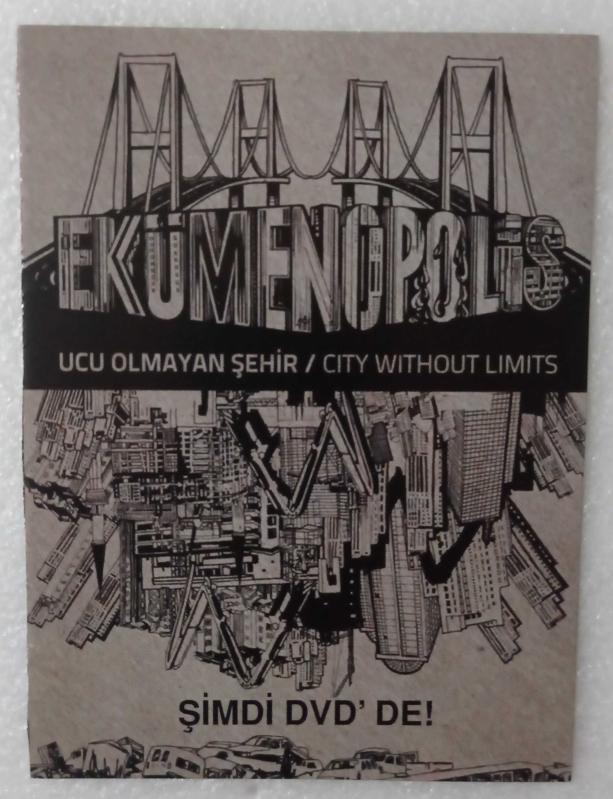 EKÜMENOPOLİS
UCU OLMAYAN ŞEHİR / CITY WITHOUT LIMITS
ŞİMDİ DVD' DE!